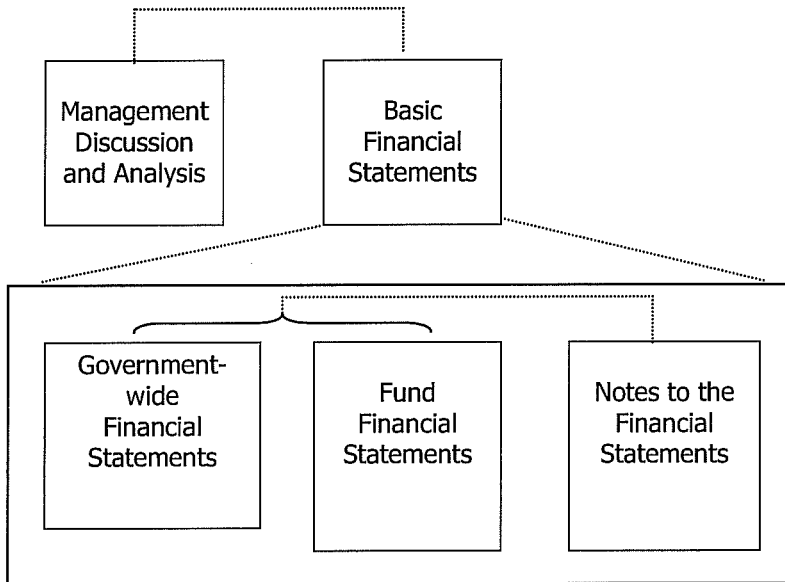 Management
Discussion
and Analysis
Basic
Financial
Statements
Government-
wide
Financial
Statements
Fund
Financial
Statements
Notes to the
Financial
Statements